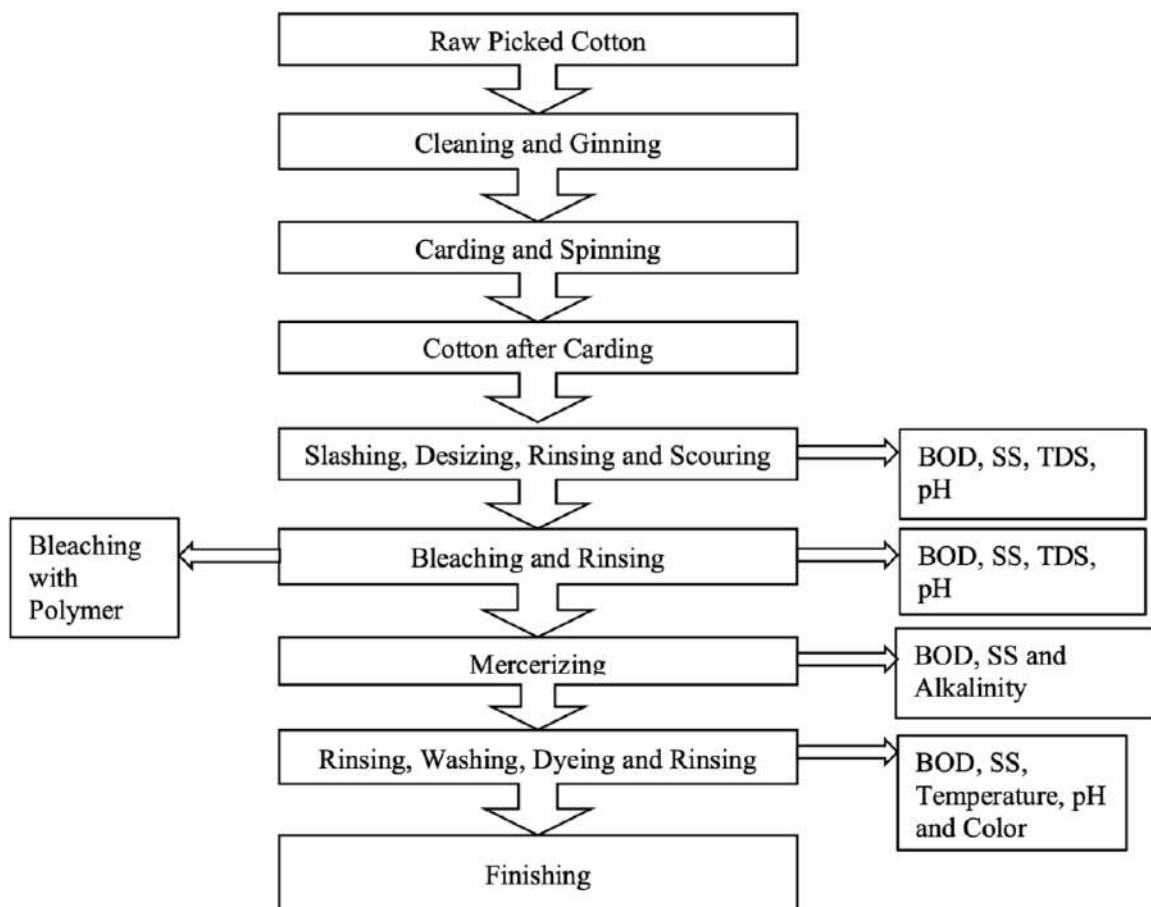 Raw Picked Cotton
Cleaning and Ginning
Carding and Spinning
Cotton after Carding
Slashing, Desizing, Rinsing and Scouring
BOD, SS, TDS,
pH
Bleaching
with
Polymer
Bleaching and Rinsing
BOD, SS, TDS,
pH
Mercerizing
BOD, SS and
Alkalinity
Rinsing, Washing, Dyeing and Rinsing
BOD, SS,
Temperature, pH
and Color
Finishing